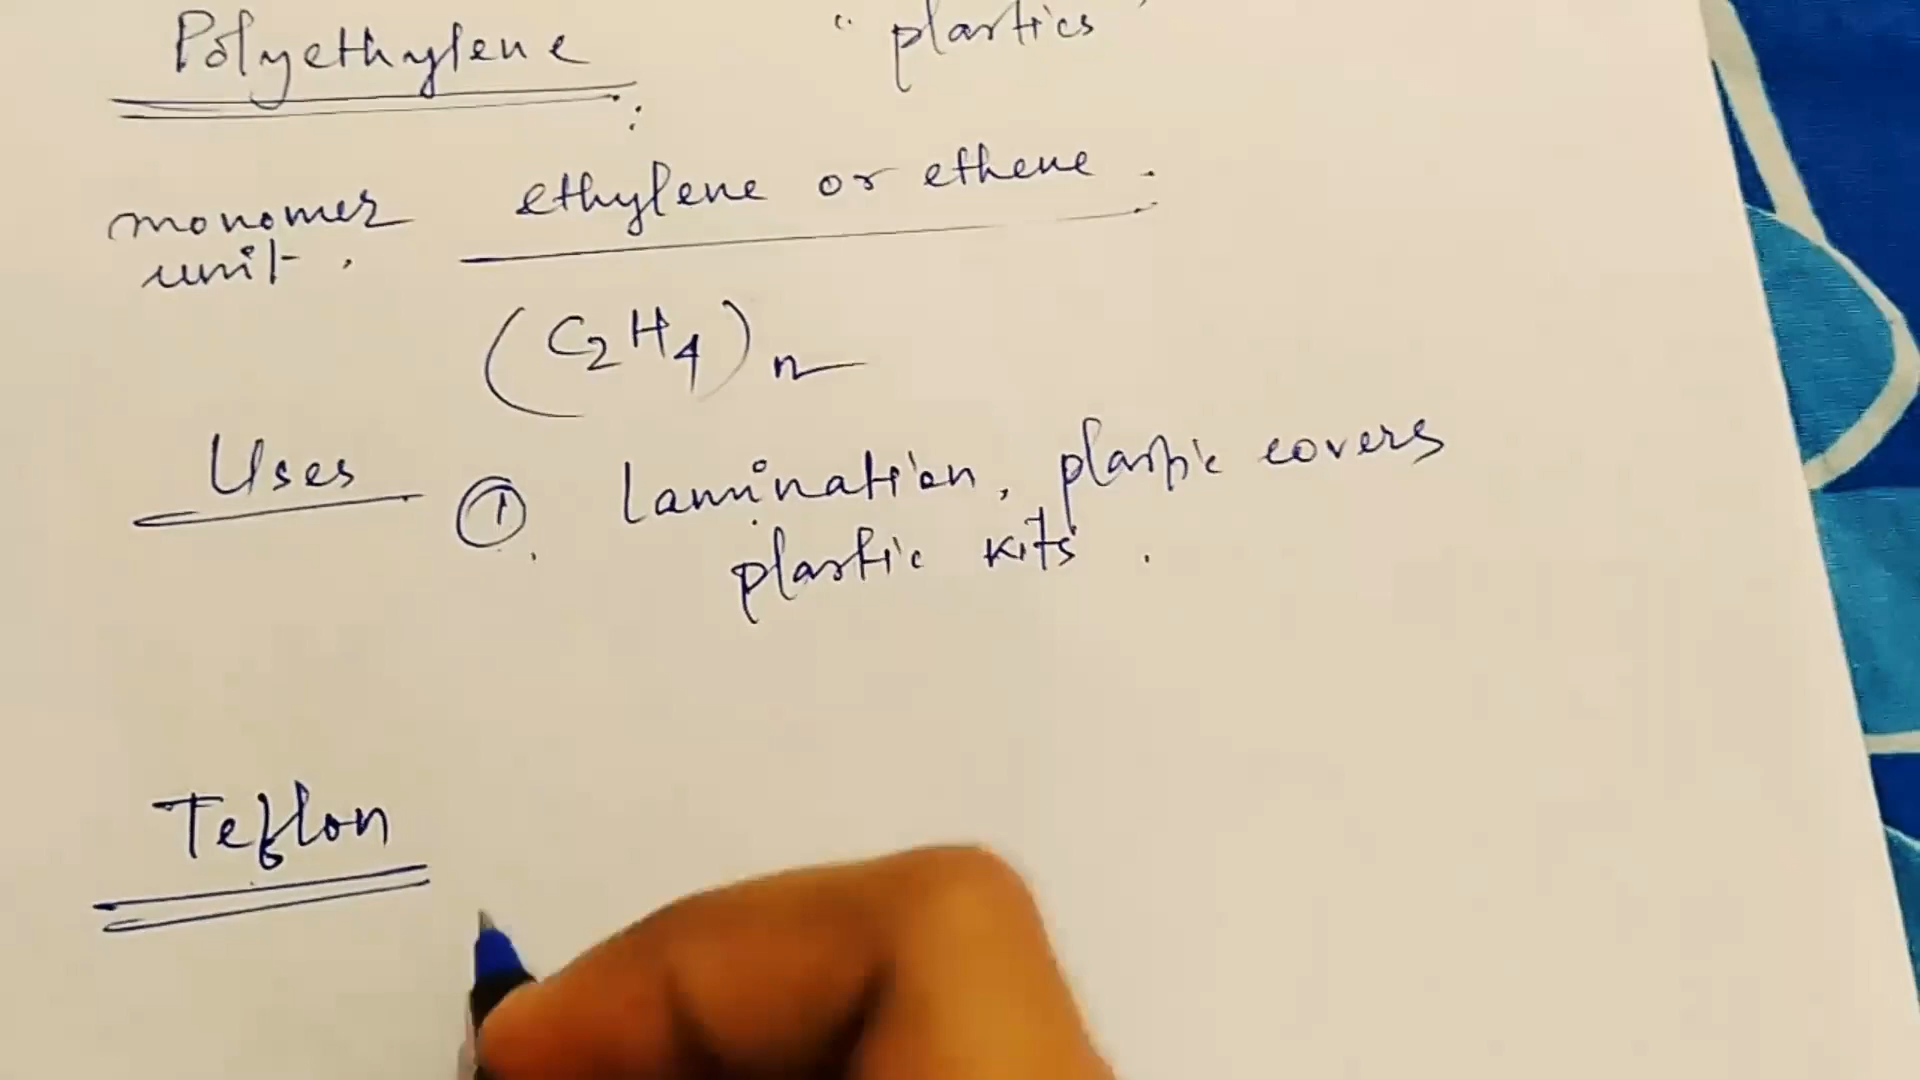 Polyethylene : "plastics"
monomer unit. ethylene or ethene.
(C2H4)n
Uses ① Lamination, plastic covers
plastic kits.
Teflon